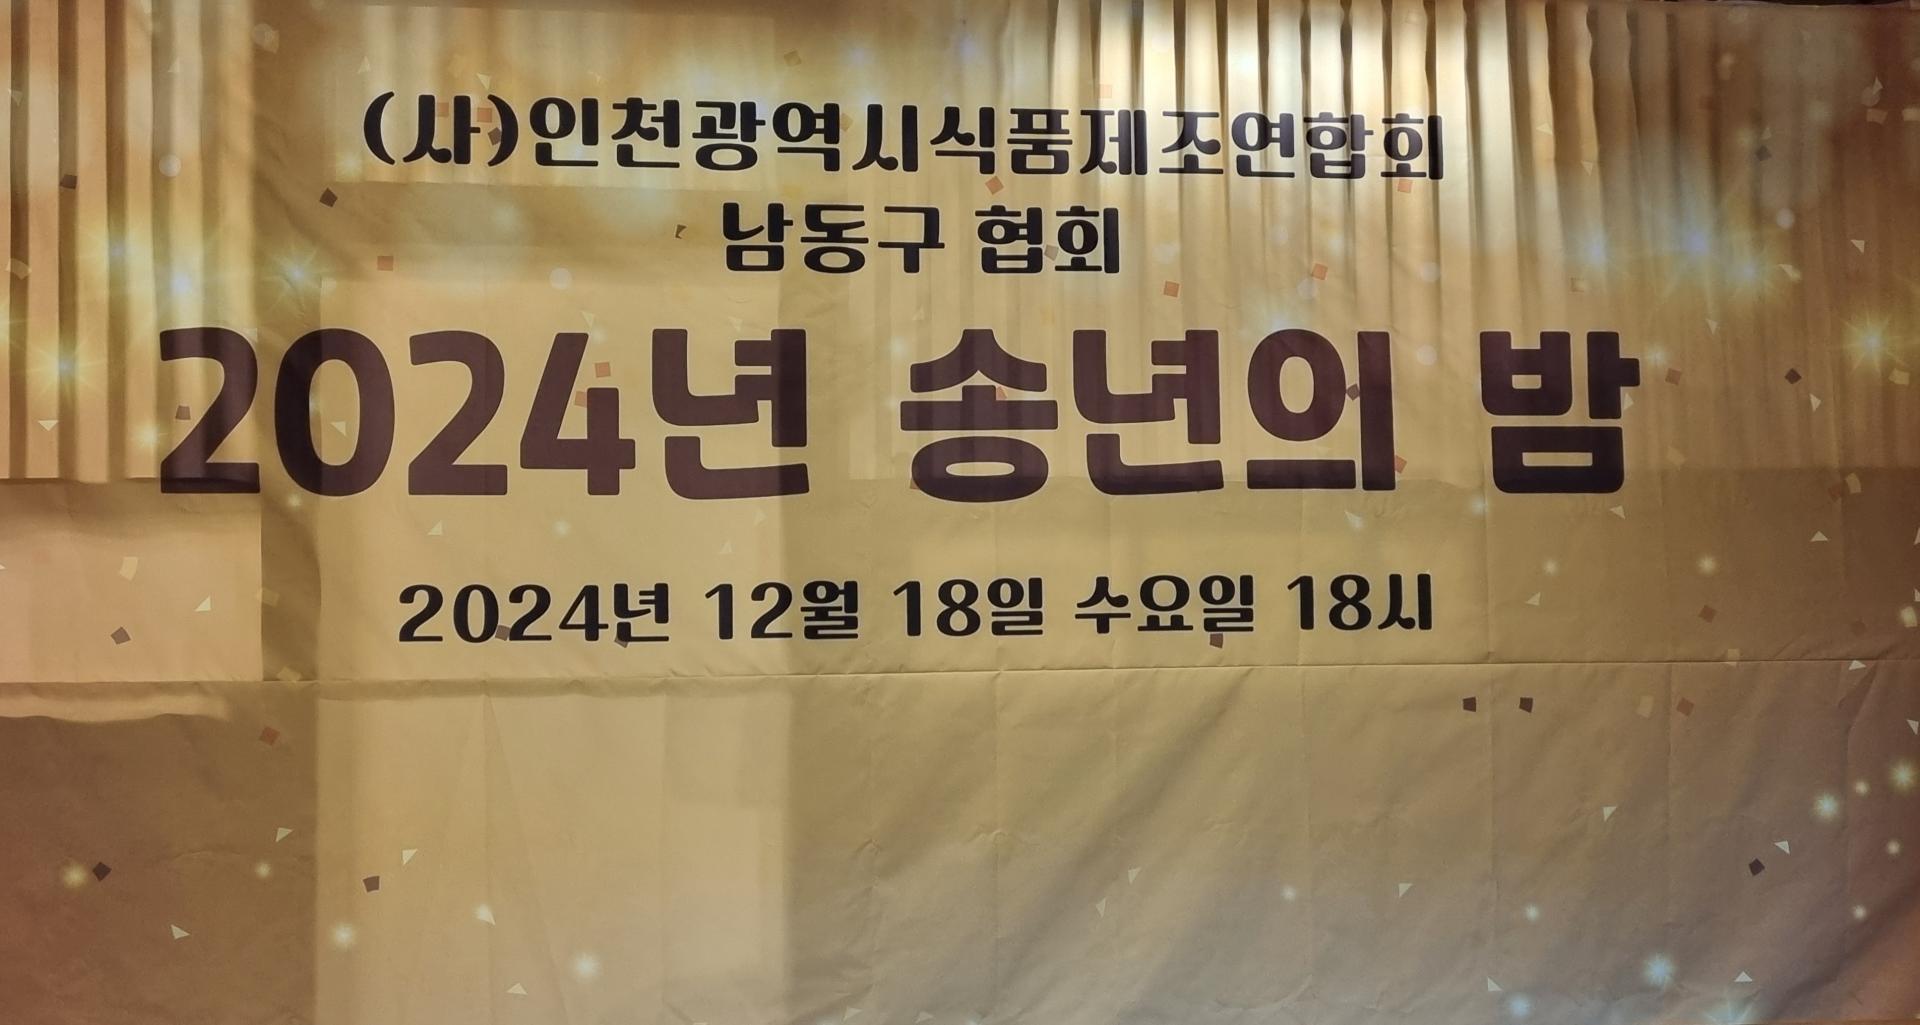 (사)인천광역시식품제조연합회
남동구 협회
2024년 송년의 밤
2024년 12월 18일 수요일 18시